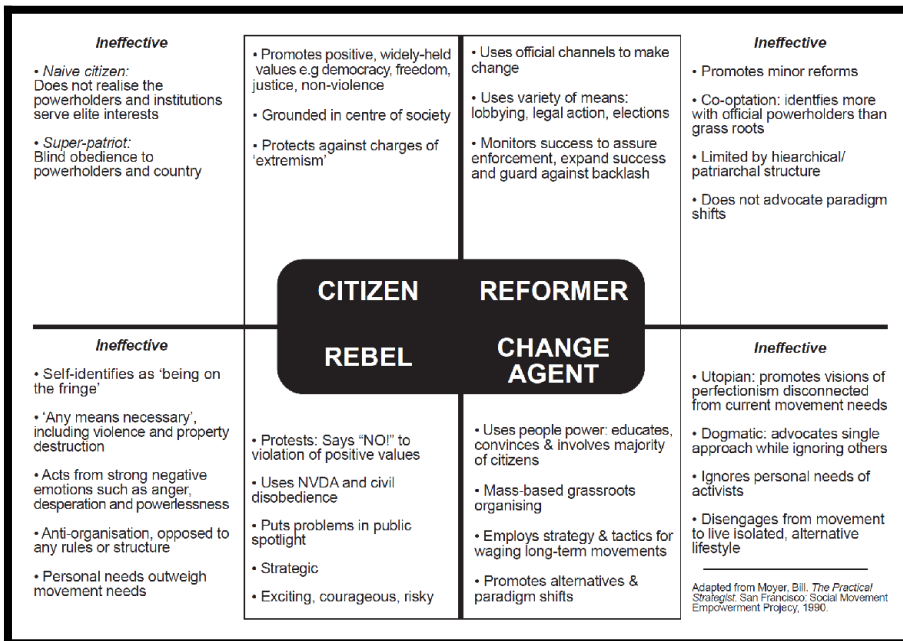 Ineffective
• Naive citizen:
Does not realise the
powerholders and institutions
serve elite interests
• Super-patriot:
Blind obedience to
powerholders and country
• Promotes positive, widely-held
values e.g democracy, freedom,
justice, non-violence
• Grounded in centre of society
• Protects against charges of
‘extremism’
• Uses official channels to make
change
• Uses variety of means:
lobbying, legal action, elections
• Monitors success to assure
enforcement, expand success
and guard against backlash
Ineffective
• Promotes minor reforms
• Co-optation: identfies more
with official powerholders than
grass roots
• Limited by hiearchical/
patriarchal structure
• Does not advocate paradigm
shifts
CITIZEN
REFORMER
REBEL
CHANGE
AGENT
Ineffective
• Self-identifies as ‘being on
the fringe’
• ‘Any means necessary’,
including violence and property
destruction
• Acts from strong negative
emotions such as anger,
desperation and powerlessness
• Anti-organisation, opposed to
any rules or structure
• Personal needs outweigh
movement needs
• Protests: Says “NO!” to
violation of positive values
• Uses NVDA and civil
disobedience
• Puts problems in public
spotlight
• Strategic
• Exciting, courageous, risky
• Uses people power: educates,
convinces & involves majority
of citizens
• Mass-based grassroots
organising
• Employs strategy & tactics for
waging long-term movements
• Promotes alternatives &
paradigm shifts
Ineffective
• Utopian: promotes visions of
perfectionism disconnected
from current movement needs
• Dogmatic: advocates single
approach while ignoring others
• Ignores personal needs of
activists
• Disengages from movement
to live isolated, alternative
lifestyle
Adapted from Moyer, Bill. The Practical
Strategist. San Francisco: Social Movement
Empowerment Projecy, 1990.